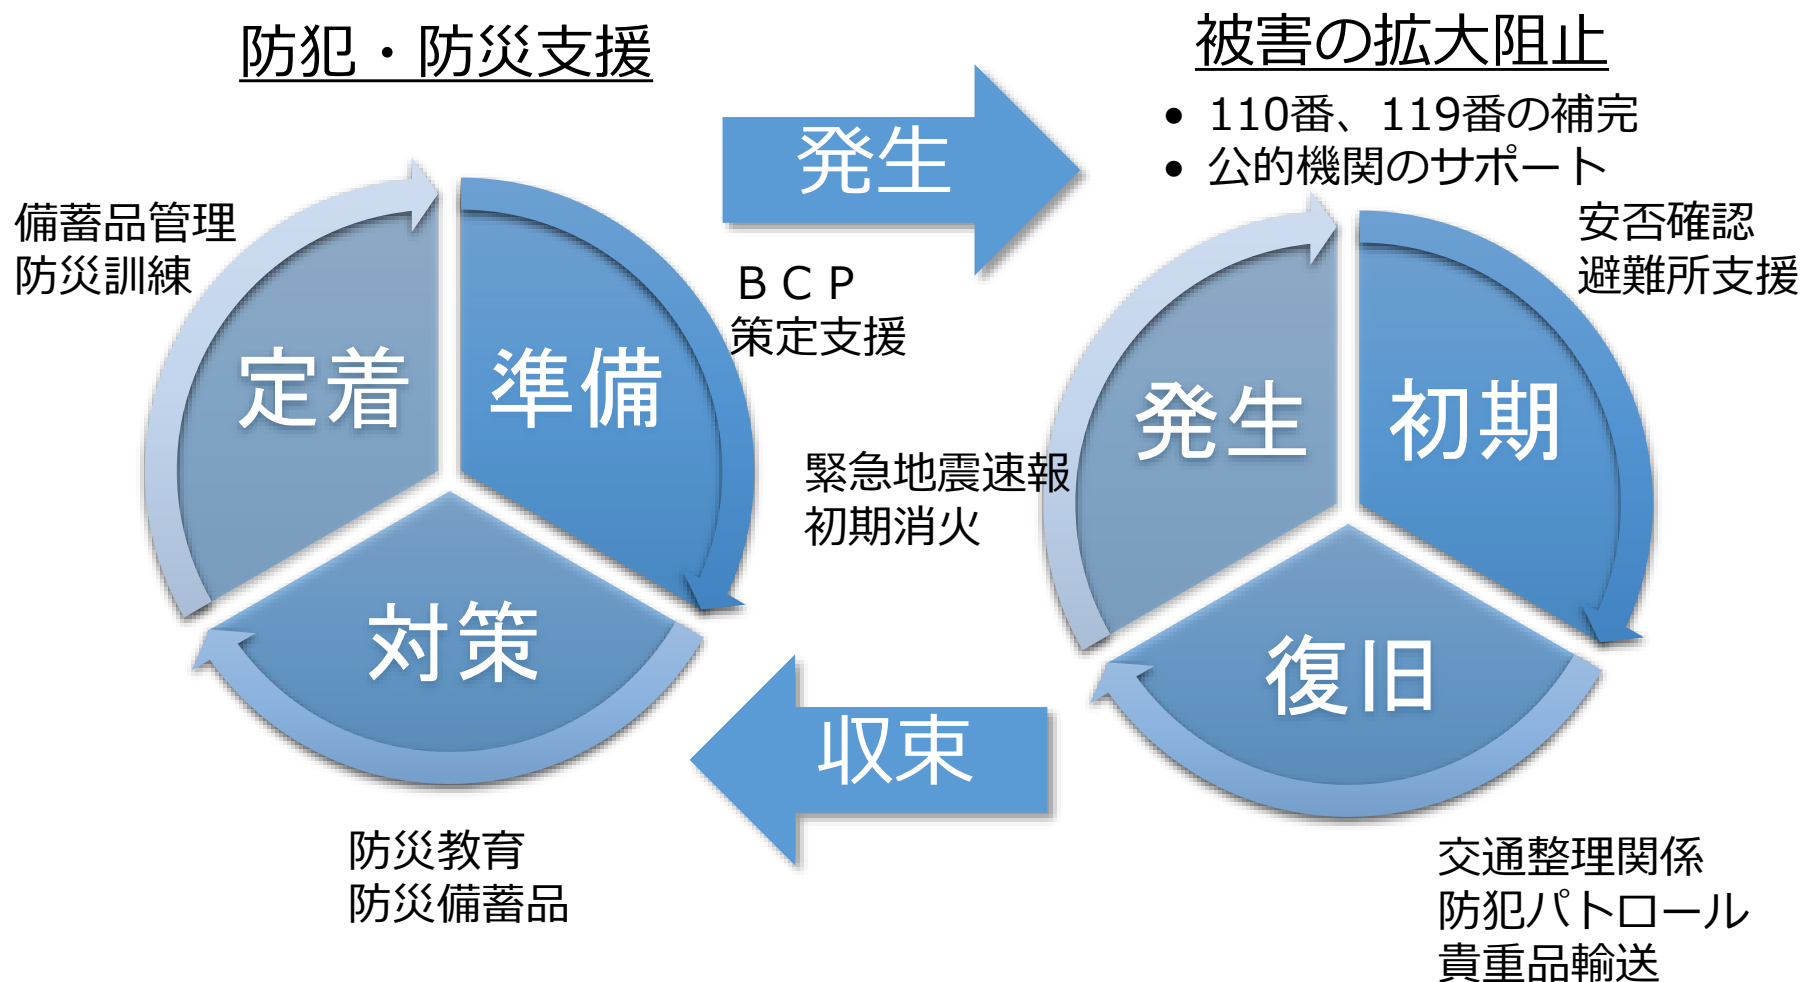 防犯・防災支援
備蓄品管理
防災訓練
定着
準備
対策
ＢＣＰ
策定支援
防災教育
防災備蓄品
発生
収束
被害の拡大阻止
• 110番、119番の補完
• 公的機関のサポート
安否確認
避難所支援
緊急地震速報
初期消火
発生
初期
復旧
交通整理関係
防犯パトロール
貴重品輸送